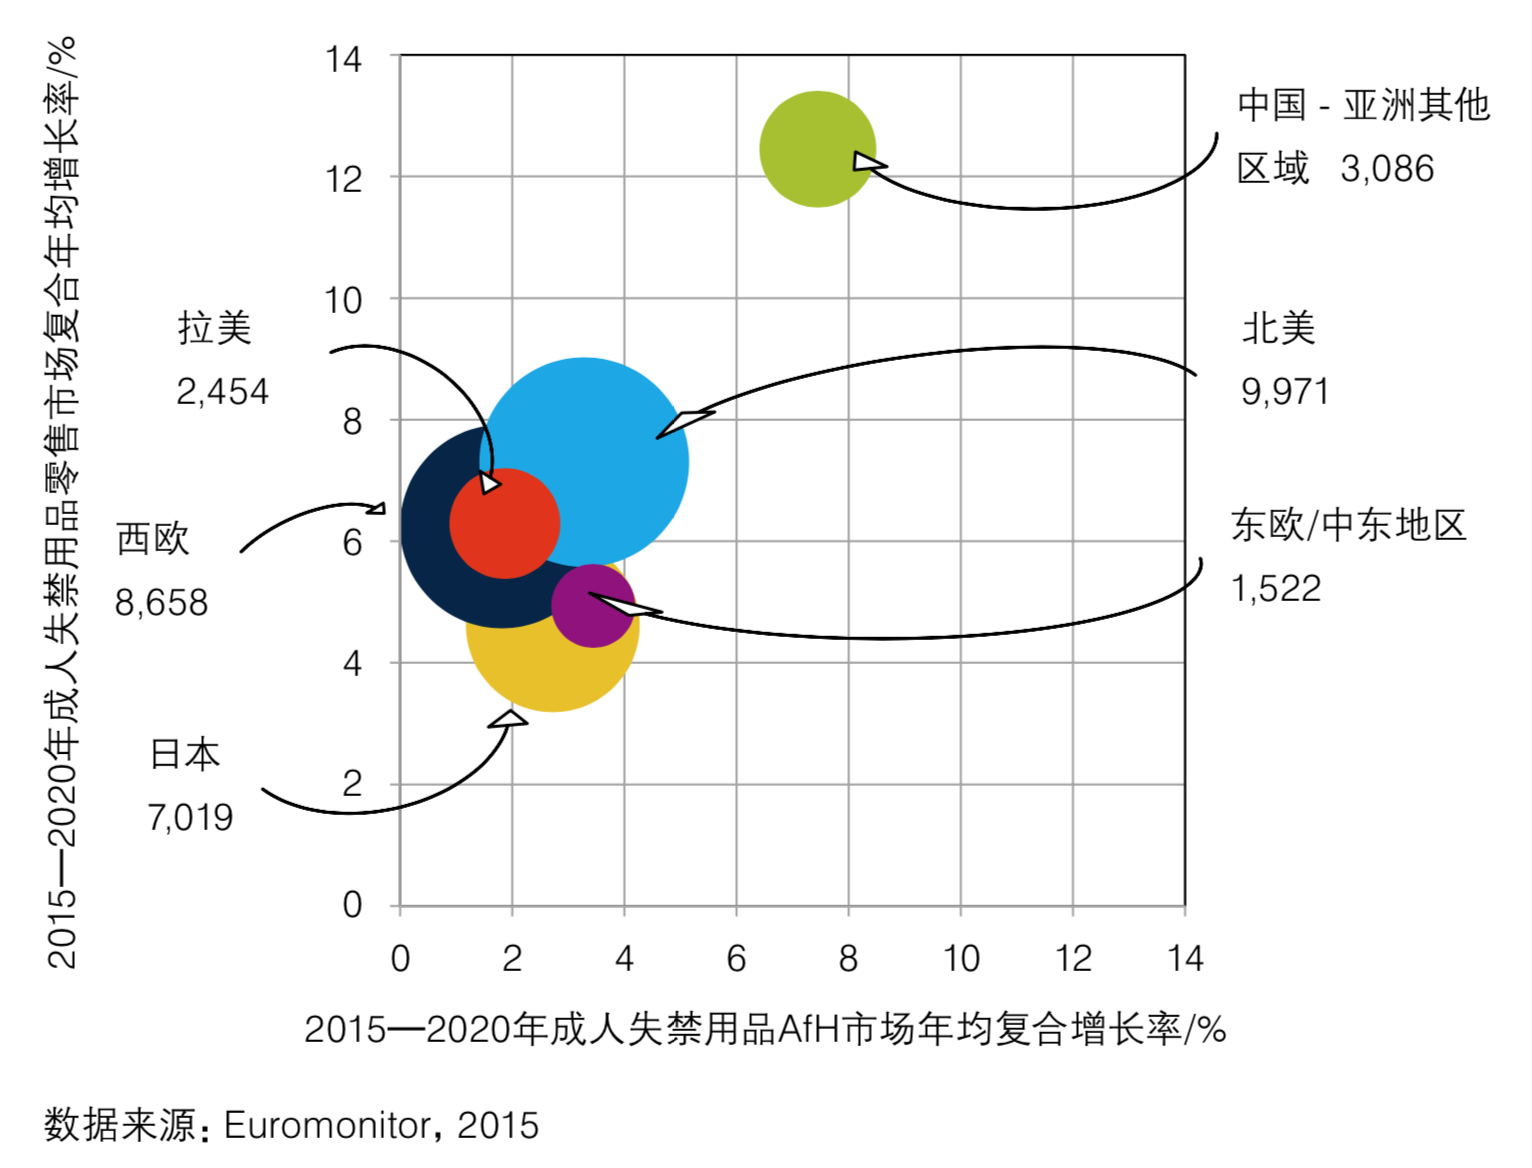 2015—2020年成人失禁用品零售市场复合年均增长率/%
14
12
10
8
6
4
2
0
0 2 4 6 8 10 12 14
中国 - 亚洲其他
区域 3,086
拉美
2,454
北美
9,971
西欧
8,658
东欧/中东地区
1,522
日本
7,019
2015—2020年成人失禁用品AfH市场年均复合增长率/%
数据来源: Euromonitor, 2015